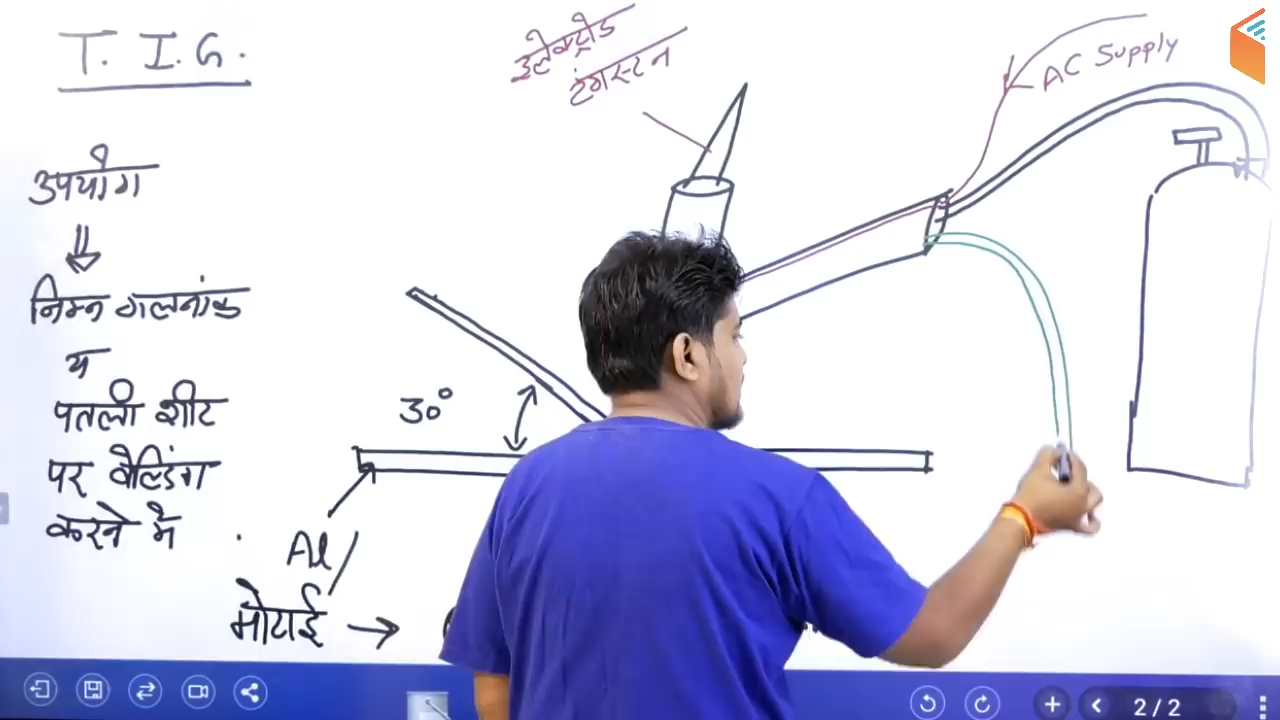 T. I. G.
इलेक्ट्रोड
टंगस्टन
AC Supply
उपयोग
निम्न गलनांक
य
पतली शीट
पर वैल्डिंग
करने मे
30°
Al
मोटाई →
2/2